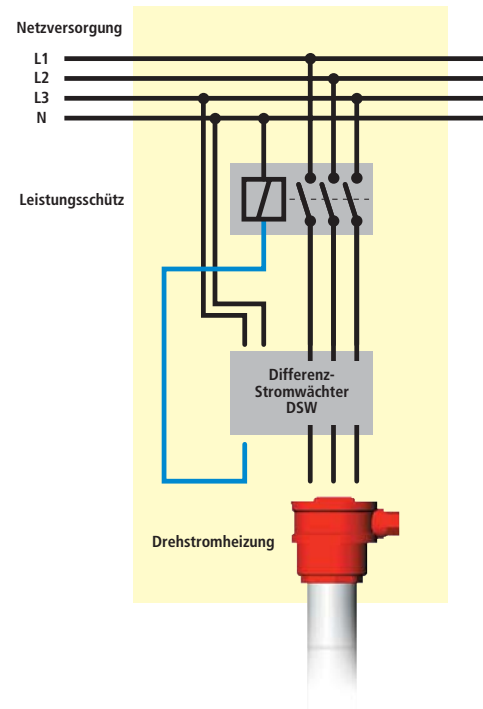 Netzversorgung
L1
L2
L3
N
Leistungsschütz
Differenz-
Stromwächter
DSW
Drehstromheizung